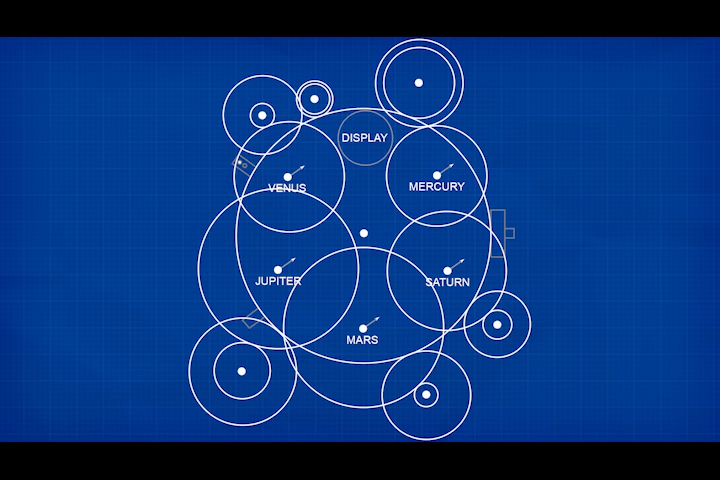 DISPLAY
VENUS
MERCURY
JUPITER
SATURN
MARS